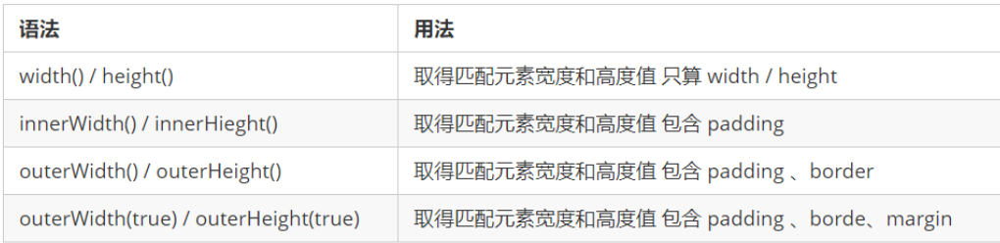 语法 用法
width() / height() 取得匹配元素宽度和高度值 只算 width / height
innerWidth() / innerHieght() 取得匹配元素宽度和高度值 包含 padding
outerWidth() / outerHeight() 取得匹配元素宽度和高度值 包含 padding 、border
outerWidth(true) / outerHeight(true) 取得匹配元素宽度和高度值 包含 padding 、borde、margin